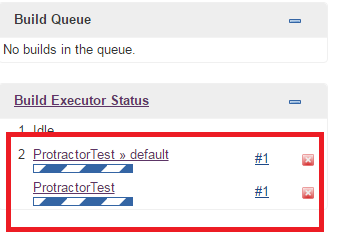 Build Queue
No builds in the queue.
Build Executor Status
1 Idle
2 ProtractorTest » default #1
ProtractorTest #1